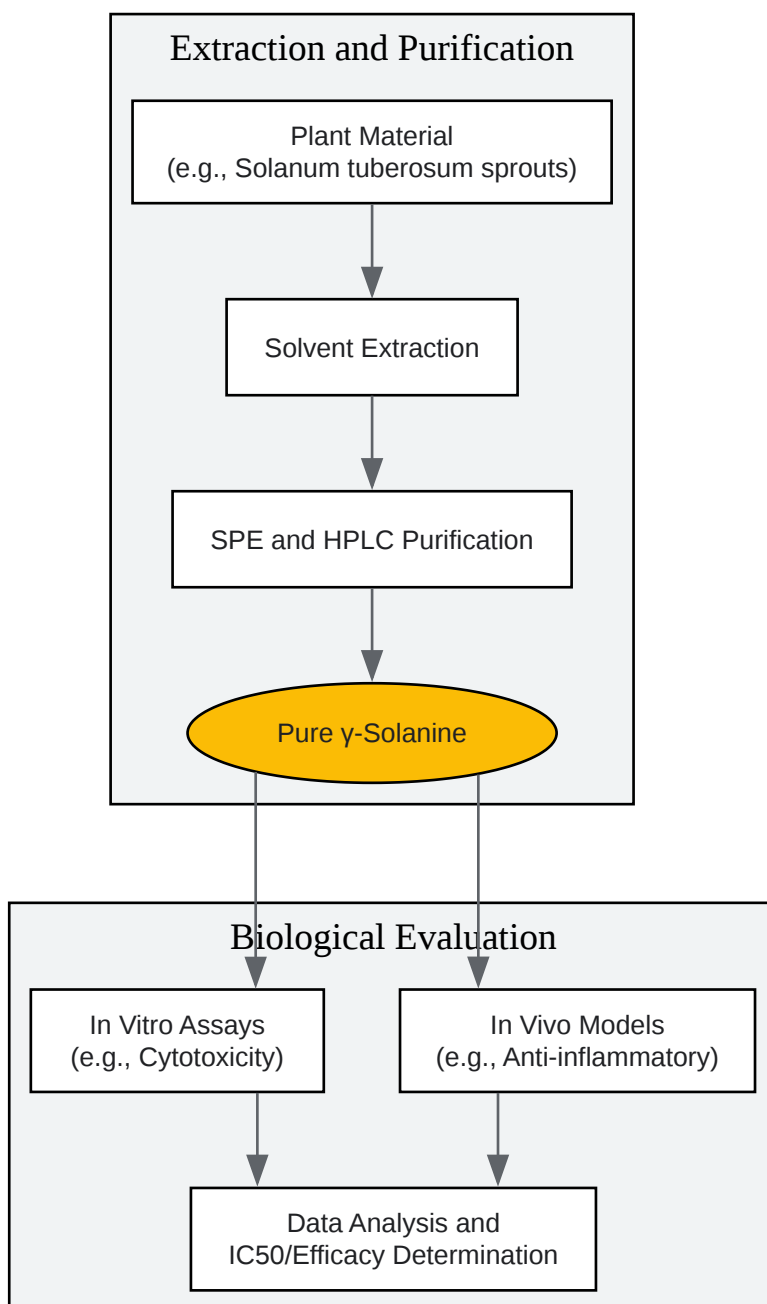 Extraction and Purification
Plant Material
(e.g., Solanum tuberosum sprouts)
Solvent Extraction
SPE and HPLC Purification
Pure γ-Solanine
Biological Evaluation
In Vitro Assays
(e.g., Cytotoxicity)
In Vivo Models
(e.g., Anti-inflammatory)
Data Analysis and
IC50/Efficacy Determination